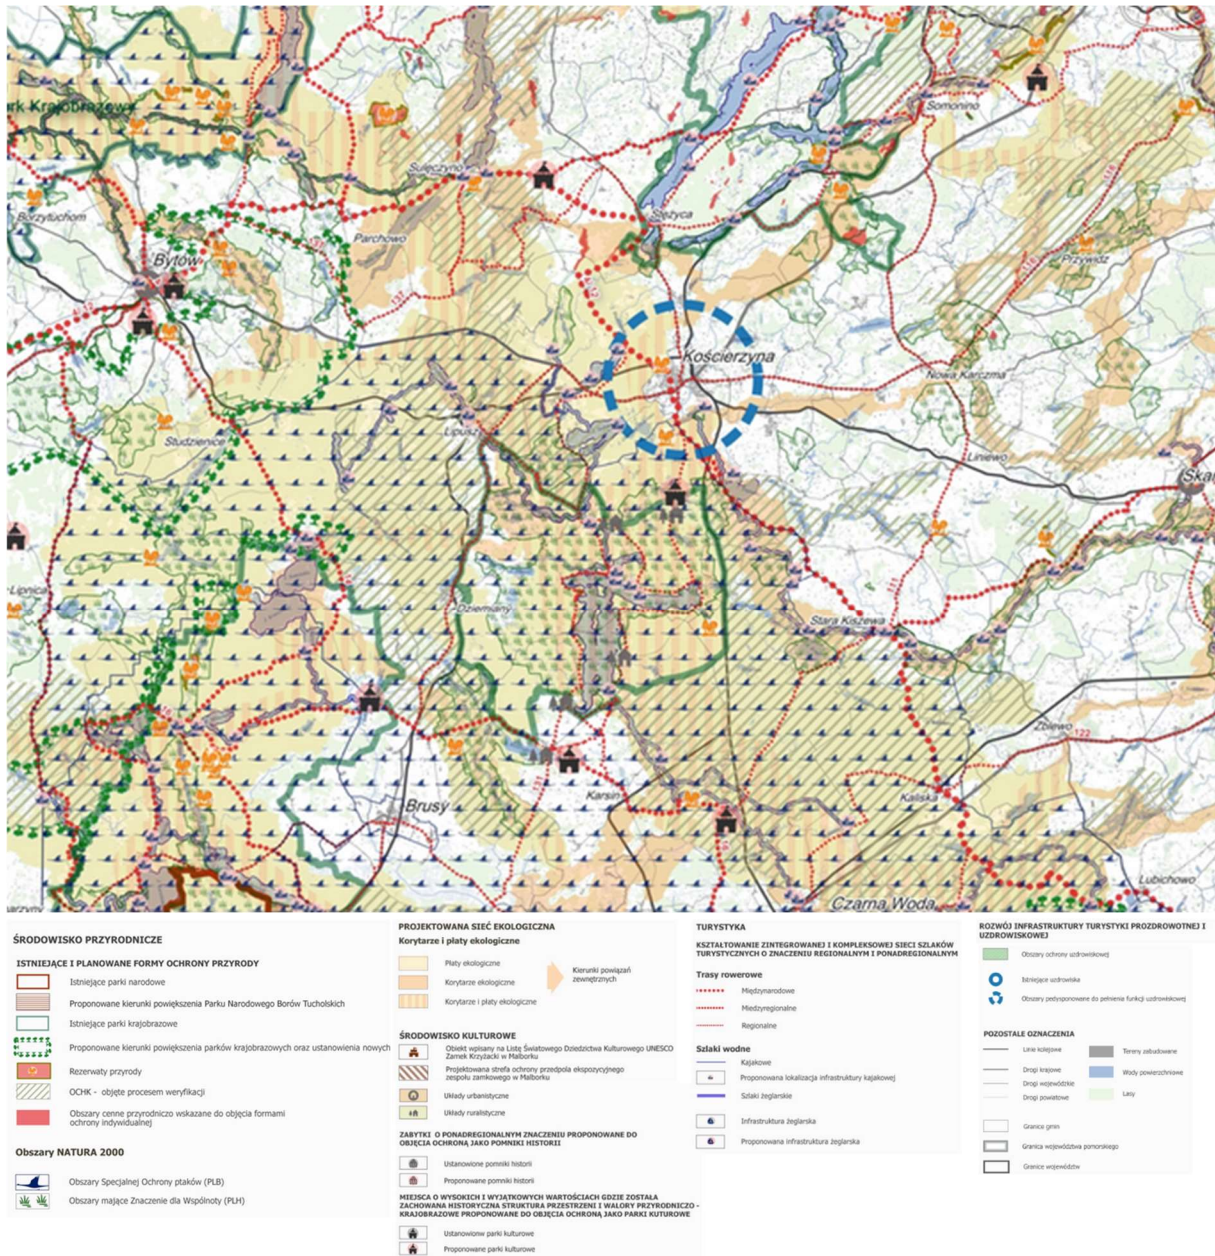 rk Krajobrazowy
Somonino
Sulęczyno
Borzytuchom
Stężyca
Parchowo
Przywidz
Bytów
Kościerzyna
Nowa Karczma
Studzienice
Lipusz
Liniewo
Skar
Lipnica
Dziemiany
Stara Kiszewa
Zblewo
122
Karsin
Kaliska
Brusy
Lubichowo
Czarna Woda
ŚRODOWISKO PRZYRODNICZE
ISTNIEJĄCE I PLANOWANE FORMY OCHRONY PRZYRODY
Istniejące parki narodowe
Proponowane kierunki powiększenia Parku Narodowego Borów Tucholskich
Istniejące parki krajobrazowe
Proponowane kierunki powiększenia parków krajobrazowych oraz ustanowienia nowych
Rezerwaty przyrody
OCHK - objęte procesem weryfikacji
Obszary cenne przyrodniczo wskazane do objęcia formami
ochrony indywidualnej
Obszary NATURA 2000
Obszary Specjalnej Ochrony ptaków (PLB)
Obszary mające Znaczenie dla Wspólnoty (PLH)
PROJEKTOWANA SIEĆ EKOLOGICZNA
Korytarze i płaty ekologiczne
Płaty ekologiczne
Korytarze ekologiczne
Korytarze i płaty ekologiczne
Kierunki powiązań
zewnętrznych
ŚRODOWISKO KULTUROWE
Obiekt wpisany na Listę Światowego Dziedzictwa Kulturowego UNESCO
Zamek Krzyżacki w Malborku
Projektowana strefa ochrony przedpola ekspozycyjnego
zespołu zamkowego w Malborku
Układy urbanistyczne
Układy ruralistyczne
ZABYTKI O PONADREGIONALNYM ZNACZENIU PROPONOWANE DO
OBJĘCIA OCHRONĄ JAKO POMNIKI HISTORII
Ustanowione pomniki historii
Proponowane pomniki historii
MIEJSCA O WYSOKICH I WYJĄTKOWYCH WARTOŚCIACH GDZIE ZOSTAŁA
ZACHOWANA HISTORYCZNA STRUKTURA PRZESTRZENI I WALORY PRZYRODNICZO -
KRAJOBRAZOWE PROPONOWANE DO OBJĘCIA OCHRONĄ JAKO PARKI KUTUROWE
Ustanowionw parki kulturowe
Proponowane parki kulturowe
TURYSTYKA
KSZTAŁTOWANIE ZINTEGROWANEJ I KOMPLEKSOWEJ SIECI SZLAKÓW
TURYSTYCZNYCH O ZNACZENIU REGIONALNYM I PONADREGIONALNYM
Trasy rowerowe
Międzynarodowe
Miedzyregionalne
Regionalne
Szlaki wodne
Kajakowe
Proponowana lokalizacja infrastruktury kajakowej
Szlaki żeglarskie
Infrastruktura żeglarska
Proponowana infrastruktura żeglarska
ROZWÓJ INFRASTRUKTURY TURYSTYKI PROZDROWOTNEJ I
UZDROWISKOWEJ
Obszary ochrony uzdrowiskowej
Istniejące uzdrowiska
Obszary pedysponowane do pełnienia funkcji uzdrowiskowej
POZOSTAŁE OZNACZENIA
Linie kolejowe
Drogi krajowe
Drogi wojewódzkie
Drogi powiatowe
Tereny zabudowane
Wody powierzchniowe
Lasy
Granice gmin
Granica województwa pomorskiego
Granice województw